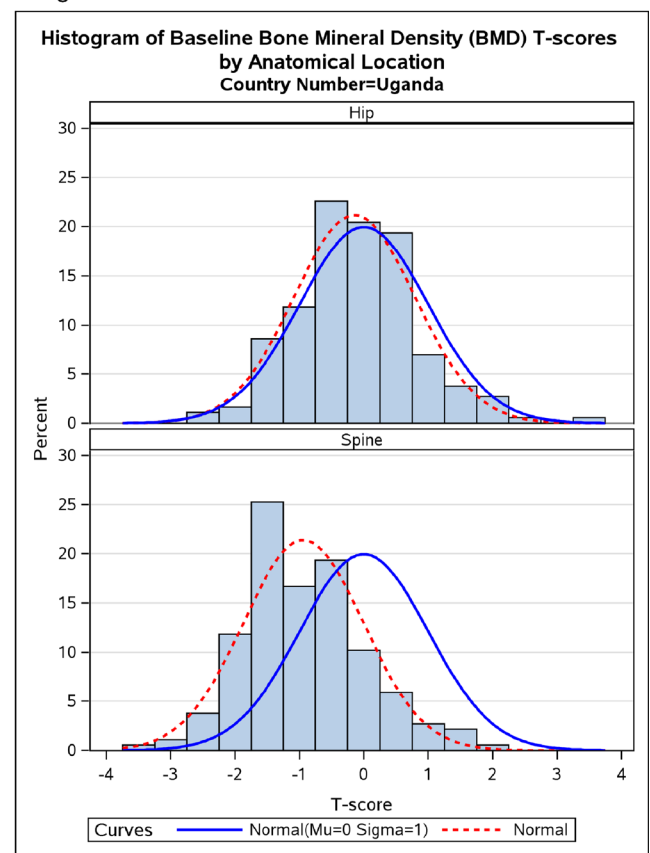 Histogram of Baseline Bone Mineral Density (BMD) T-scores
by Anatomical Location
Country Number=Uganda
Hip
30
25
20
15
10
5
0
Percent
Spine
30
25
20
15
10
5
0
-4 -3 -2 -1 0 1 2 3 4
T-score
Curves Normal(Mu=0 Sigma=1) Normal